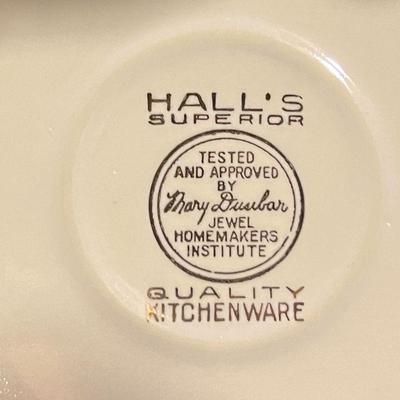 HALL'S
SUPERIOR
TESTED
AND APPROVED
BY
Mary Dunbar
JEWEL
HOMEMAKERS
INSTITUTE
QUALITY
KITCHENWARE